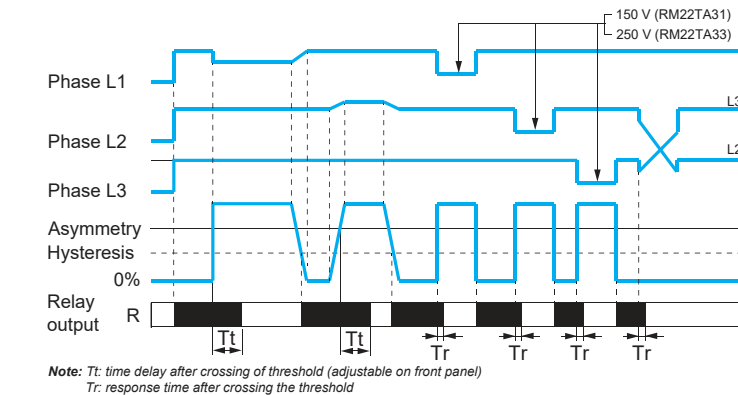 150 V (RM22TA31)
250 V (RM22TA33)
Phase L1
L3
Phase L2
L2
Phase L3
Asymmetry
Hysteresis
0%
Relay
output R
Tt Tt Tr Tr Tr Tr
Note: Tt: time delay after crossing of threshold (adjustable on front panel)
Tr: response time after crossing the threshold